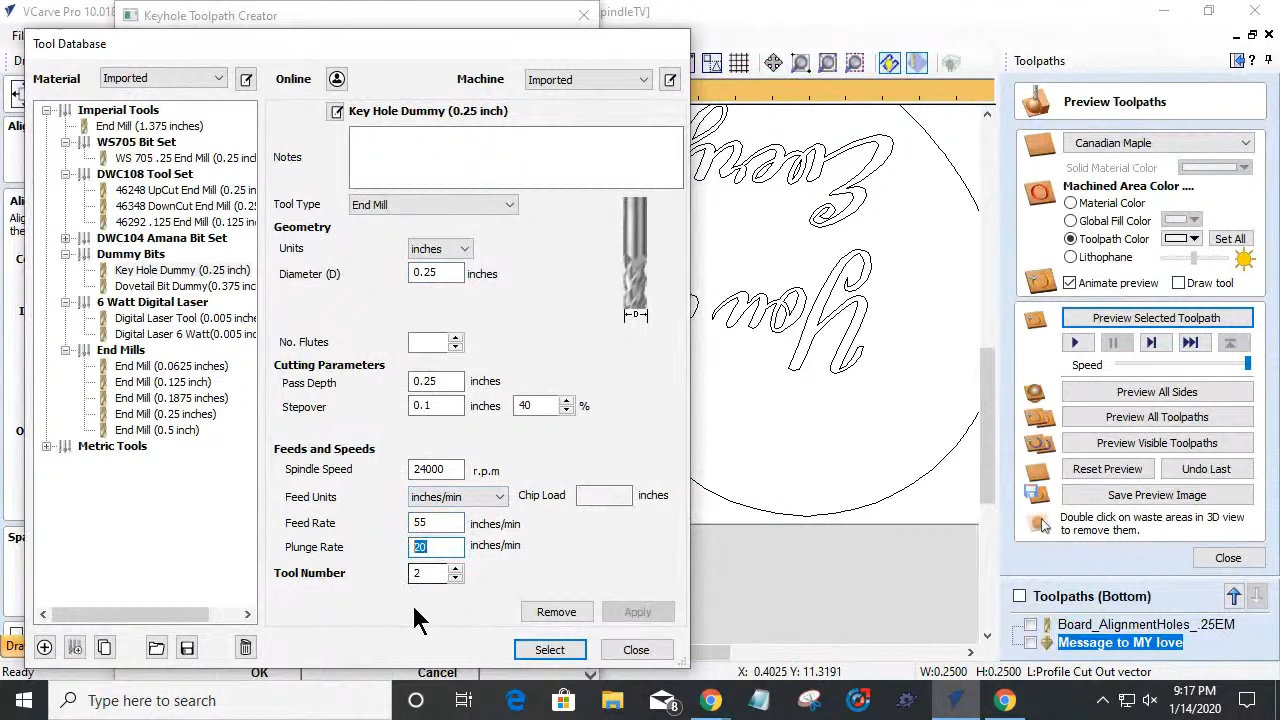 VCarve Pro 10.018
Keyhole Toolpath Creator
pindleTV]
Tool Database
Material
Imported
Online
Machine
Imported
Imperial Tools
End Mill (1.375 inches)
WS705 Bit Set
WS 705 .25 End Mill (0.25 inch
DWC108 Tool Set
46248 UpCut End Mill (0.25 inc
46348 DownCut End Mill (0.25
46292 .125 End Mill (0.125 inc
DWC104 Amana Bit Set
Dummy Bits
Key Hole Dummy (0.25 inch)
Dovetail Bit Dummy(0.375 inc
6 Watt Digital Laser
Digital Laser Tool (0.005 inch)
Digital Laser 6 Watt(0.005 incl
End Mills
End Mill (0.0625 inches)
End Mill (0.125 inch)
End Mill (0.1875 inches)
End Mill (0.25 inch)
End Mill (0.5 inch)
Metric Tools
Key Hole Dummy (0.25 inch)
Notes
Tool Type
End Mill
Geometry
Units
inches
Diameter (D)
0.25
inches
D
No. Flutes
Cutting Parameters
Pass Depth
0.25
inches
Stepover
0.1
inches
40
%
Feeds and Speeds
Spindle Speed
24000
r.p.m
Feed Units
inches/min
Chip Load
inches
Feed Rate
55
inches/min
Plunge Rate
20
inches/min
Tool Number
2
Remove
Apply
Select
Close
OK
Cancel
Ready
Every
You
Toolpaths
Preview Toolpaths
Canadian Maple
Solid Material Color
Machined Area Color ....
Material Color
Global Fill Color
Toolpath Color
Set All
Lithophane
Animate preview
Draw tool
Preview Selected Toolpath
Speed
Preview All Sides
Preview All Toolpaths
Preview Visible Toolpaths
Reset Preview
Undo Last
Save Preview Image
Double click on waste areas in 3D view
to remove them.
Close
Toolpaths (Bottom)
Board_AlignmentHoles_.25EM
Message to MY love
X: 0.4025 Y: 11.3191
W:0.2500 H:0.2500 L:Profile Cut Out vector
Type here to search
8
9:17 PM
1/14/2020